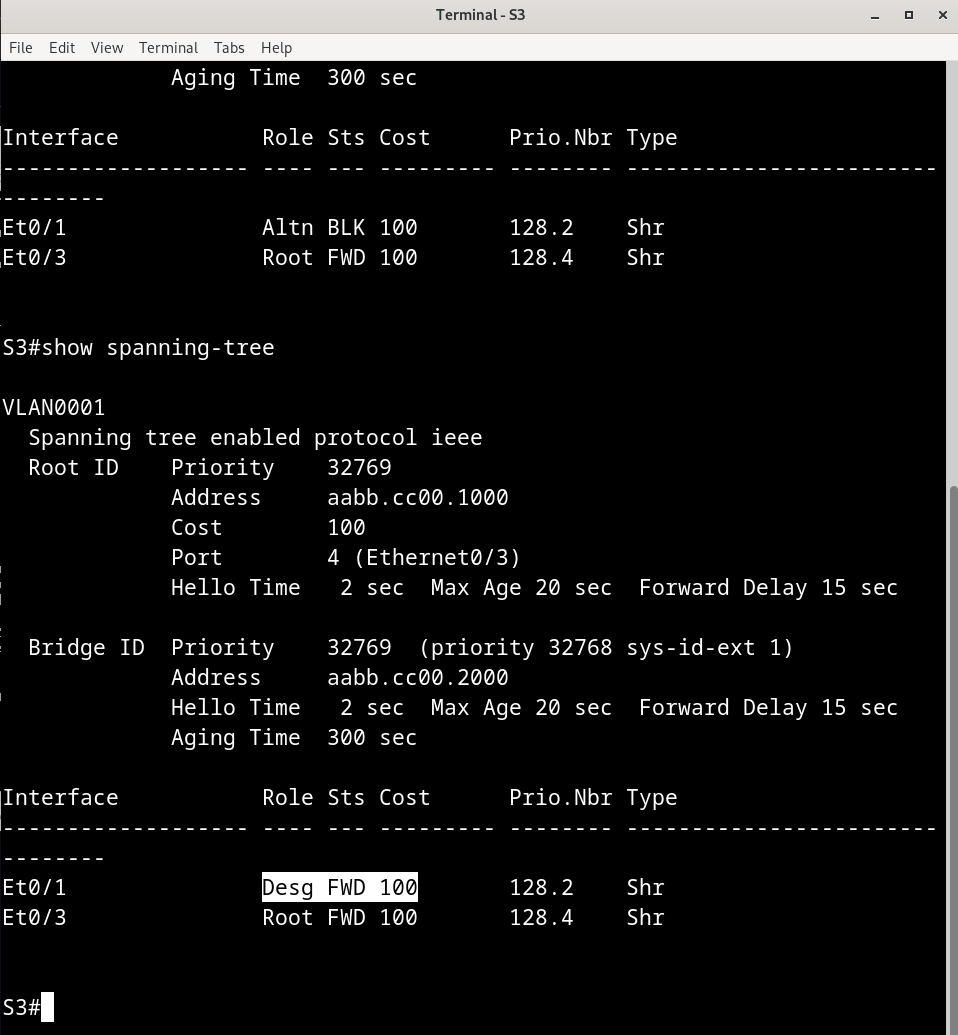 Terminal - S3
File Edit View Terminal Tabs Help
             Aging Time  300 sec

Interface           Role Sts Cost      Prio.Nbr Type
------------------- ---- --- --------- -------- ------------------------
--------
Et0/1               Altn BLK 100       128.2    Shr
Et0/3               Root FWD 100       128.4    Shr


S3#show spanning-tree

VLAN0001
  Spanning tree enabled protocol ieee
  Root ID    Priority    32769
             Address     aabb.cc00.1000
             Cost        100
             Port        4 (Ethernet0/3)
             Hello Time   2 sec  Max Age 20 sec  Forward Delay 15 sec

  Bridge ID  Priority    32769  (priority 32768 sys-id-ext 1)
             Address     aabb.cc00.2000
             Hello Time   2 sec  Max Age 20 sec  Forward Delay 15 sec
             Aging Time  300 sec

Interface           Role Sts Cost      Prio.Nbr Type
------------------- ---- --- --------- -------- ------------------------
--------
Et0/1               Desg FWD 100       128.2    Shr
Et0/3               Root FWD 100       128.4    Shr


S3#